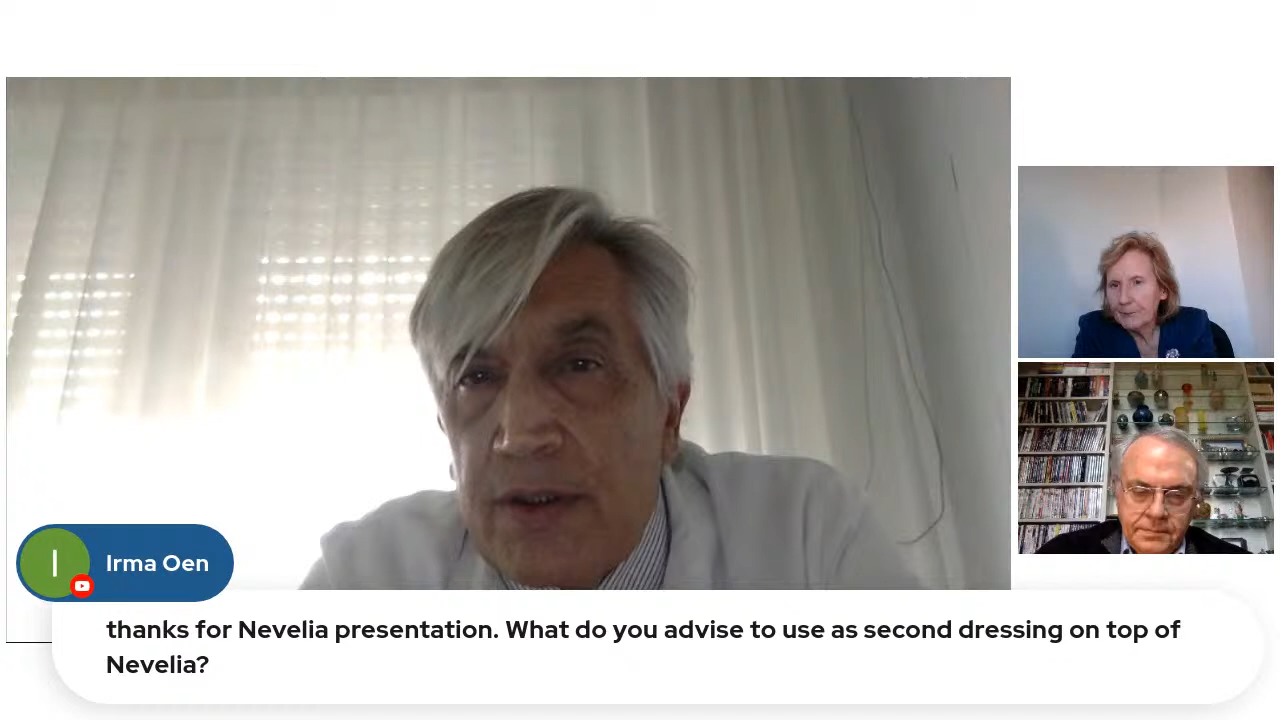 I
Irma Oen
thanks for Nevelia presentation. What do you advise to use as second dressing on top of
Nevelia?